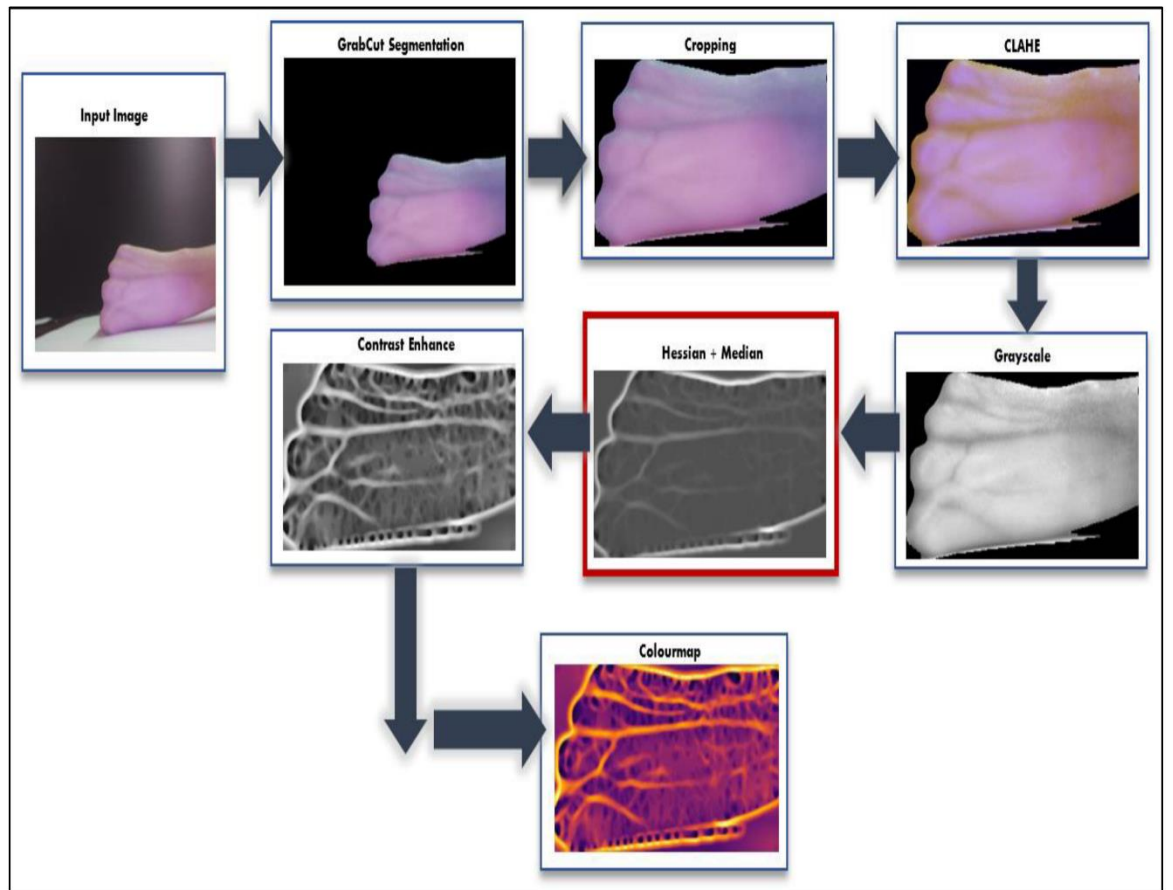 Input Image
GrabCut Segmentation
Cropping
CLAHE
Grayscale
Hessian + Median
Contrast Enhance
Colourmap